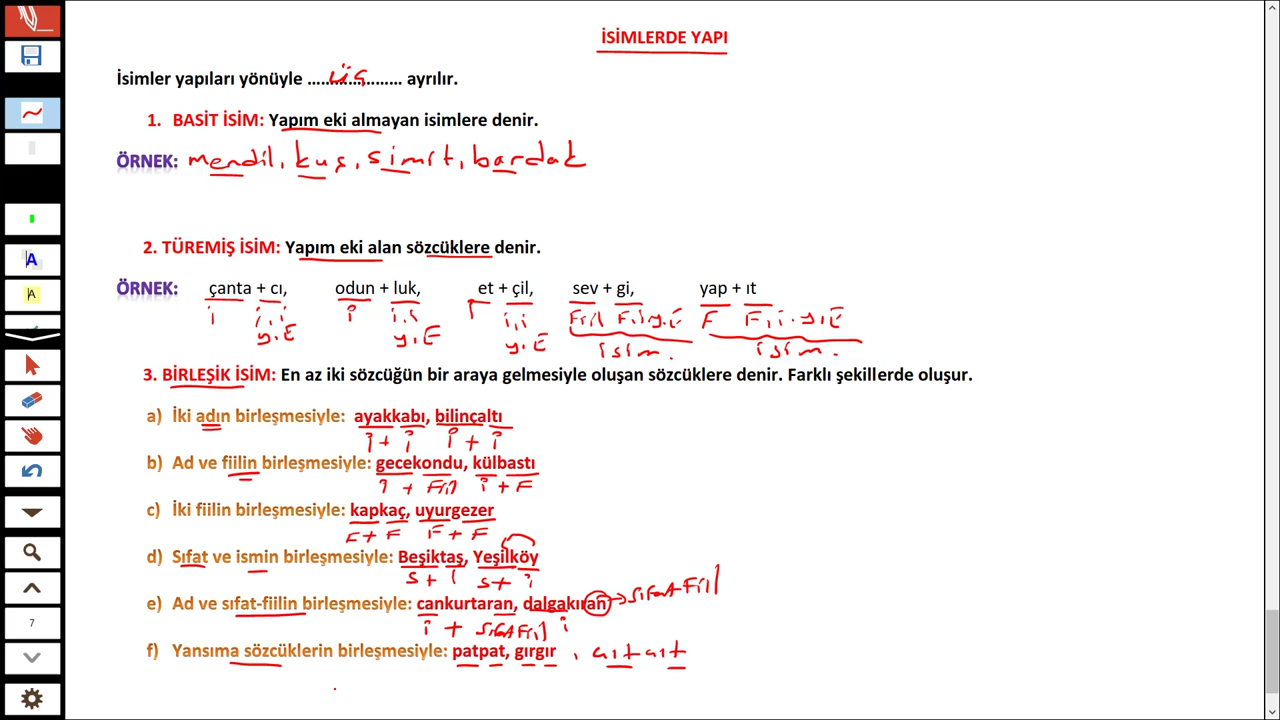 İSİMLERDE YAPI
İsimler yapıları yönüyle ......üç......... ayrılır.
1. BASİT İSİM: Yapım eki almayan isimlere denir.
ÖRNEK: mendil, kuş, simit, bardak
2. TÜREMİŞ İSİM: Yapım eki alan sözcüklere denir.
ÖRNEK: çanta + cı, odun + luk, et + çil, sev + gi, yap + ıt
i i.i i i.i i.i Fiil F.i.y.E F F.i.y.E
y.E y.E y.E isim. isim.
3. BİRLEŞİK İSİM: En az iki sözcüğün bir araya gelmesiyle oluşan sözcüklere denir. Farklı şekillerde oluşur.
a) İki adın birleşmesiyle: ayakkabı, bilinçaltı
i + i i + i
b) Ad ve fiilin birleşmesiyle: gecekondu, külbastı
i + Fiil i + F
c) İki fiilin birleşmesiyle: kapkaç, uyurgezer
F + F F + F
d) Sıfat ve ismin birleşmesiyle: Beşiktaş, Yeşilköy
S + i S + i
e) Ad ve sıfat-fiilin birleşmesiyle: cankurtaran, dalgakıran → sıfat Fiil
i + sıfat Fiil i
f) Yansıma sözcüklerin birleşmesiyle: patpat, gırgır,
A
A
7